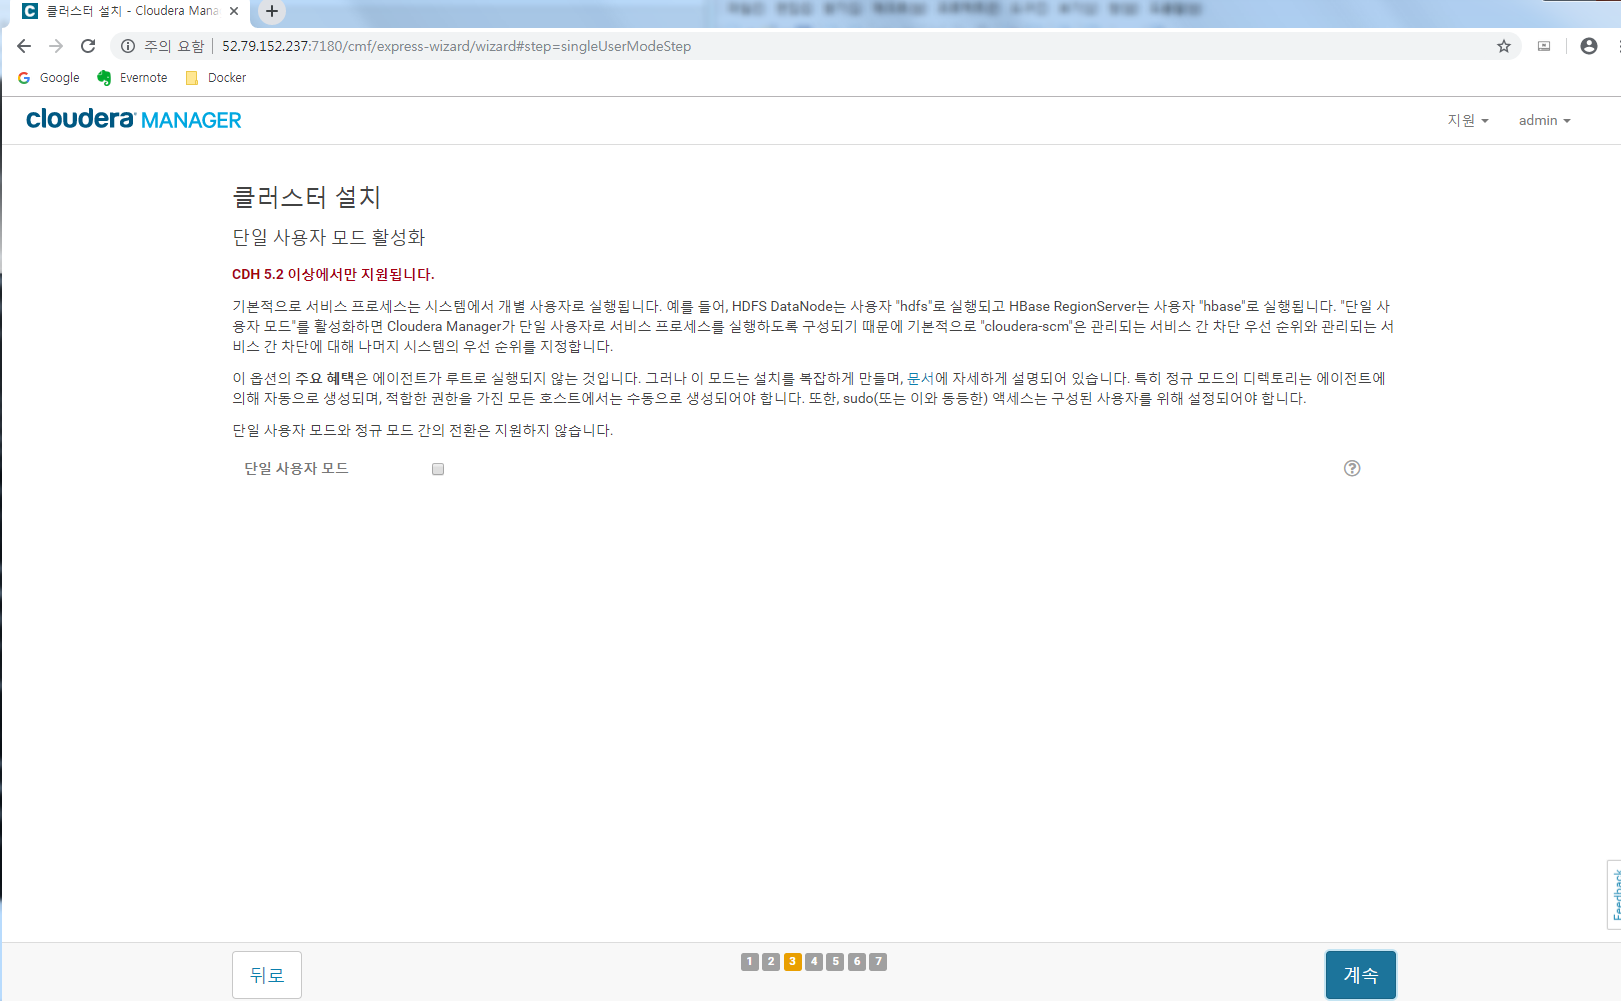 클러스터 설치 - Cloudera Mana
주의 요함 52.79.152.237:7180/cmf/express-wizard/wizard#step=singleUserModeStep
Google Evernote Docker
cloudera MANAGER 지원 admin
클러스터 설치
단일 사용자 모드 활성화
CDH 5.2 이상에서만 지원됩니다.
기본적으로 서비스 프로세스는 시스템에서 개별 사용자로 실행됩니다. 예를 들어, HDFS DataNode는 사용자 "hdfs"로 실행되고 HBase RegionServer는 사용자 "hbase"로 실행됩니다. "단일 사
용자 모드"를 활성화하면 Cloudera Manager가 단일 사용자로 서비스 프로세스를 실행하도록 구성되기 때문에 기본적으로 "cloudera-scm"은 관리되는 서비스 간 차단 우선 순위와 관리되는 서
비스 간 차단에 대해 나머지 시스템의 우선 순위를 지정합니다.
이 옵션의 주요 혜택은 에이전트가 루트로 실행되지 않는 것입니다. 그러나 이 모드는 설치를 복잡하게 만들며, 문서에 자세하게 설명되어 있습니다. 특히 정규 모드의 디렉토리는 에이전트에
의해 자동으로 생성되며, 적합한 권한을 가진 모든 호스트에서는 수동으로 생성되어야 합니다. 또한, sudo(또는 이와 동등한) 액세스는 구성된 사용자를 위해 설정되어야 합니다.
단일 사용자 모드와 정규 모드 간의 전환은 지원하지 않습니다.
단일 사용자 모드
Feedback
뒤로 1 2 3 4 5 6 7 계속